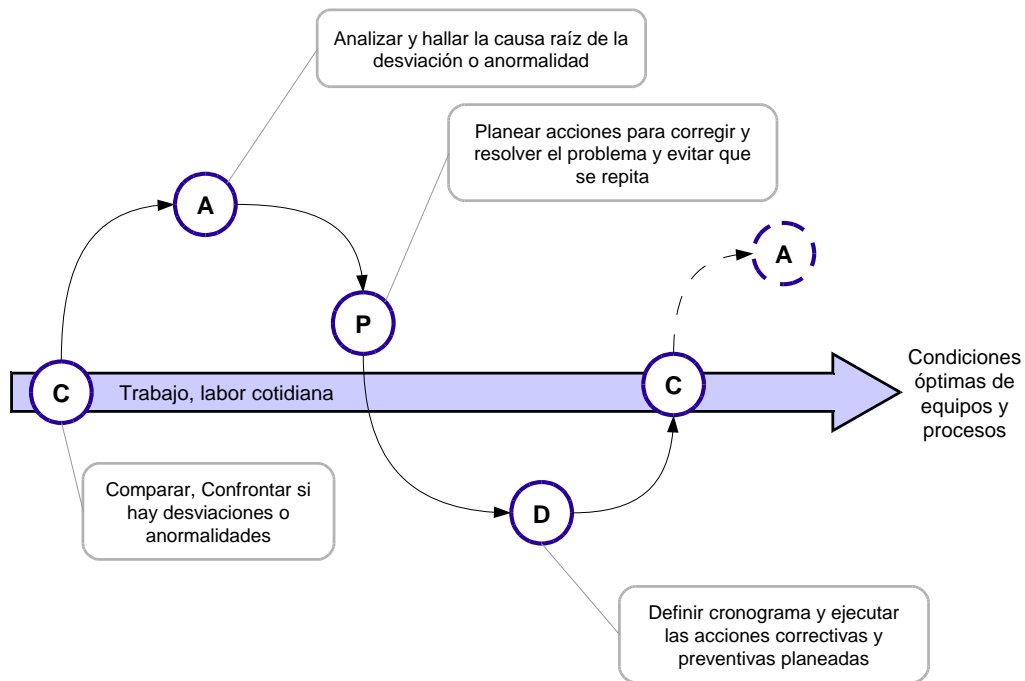 Analizar y hallar la causa raíz de la
desviación o anormalidad
Planear acciones para corregir y
resolver el problema y evitar que
se repita
A
A
P
C
Trabajo, labor cotidiana
C
Condiciones
óptimas de
equipos y
procesos
Comparar, Confrontar si
hay desviaciones o
anormalidades
D
Definir cronograma y ejecutar
las acciones correctivas y
preventivas planeadas